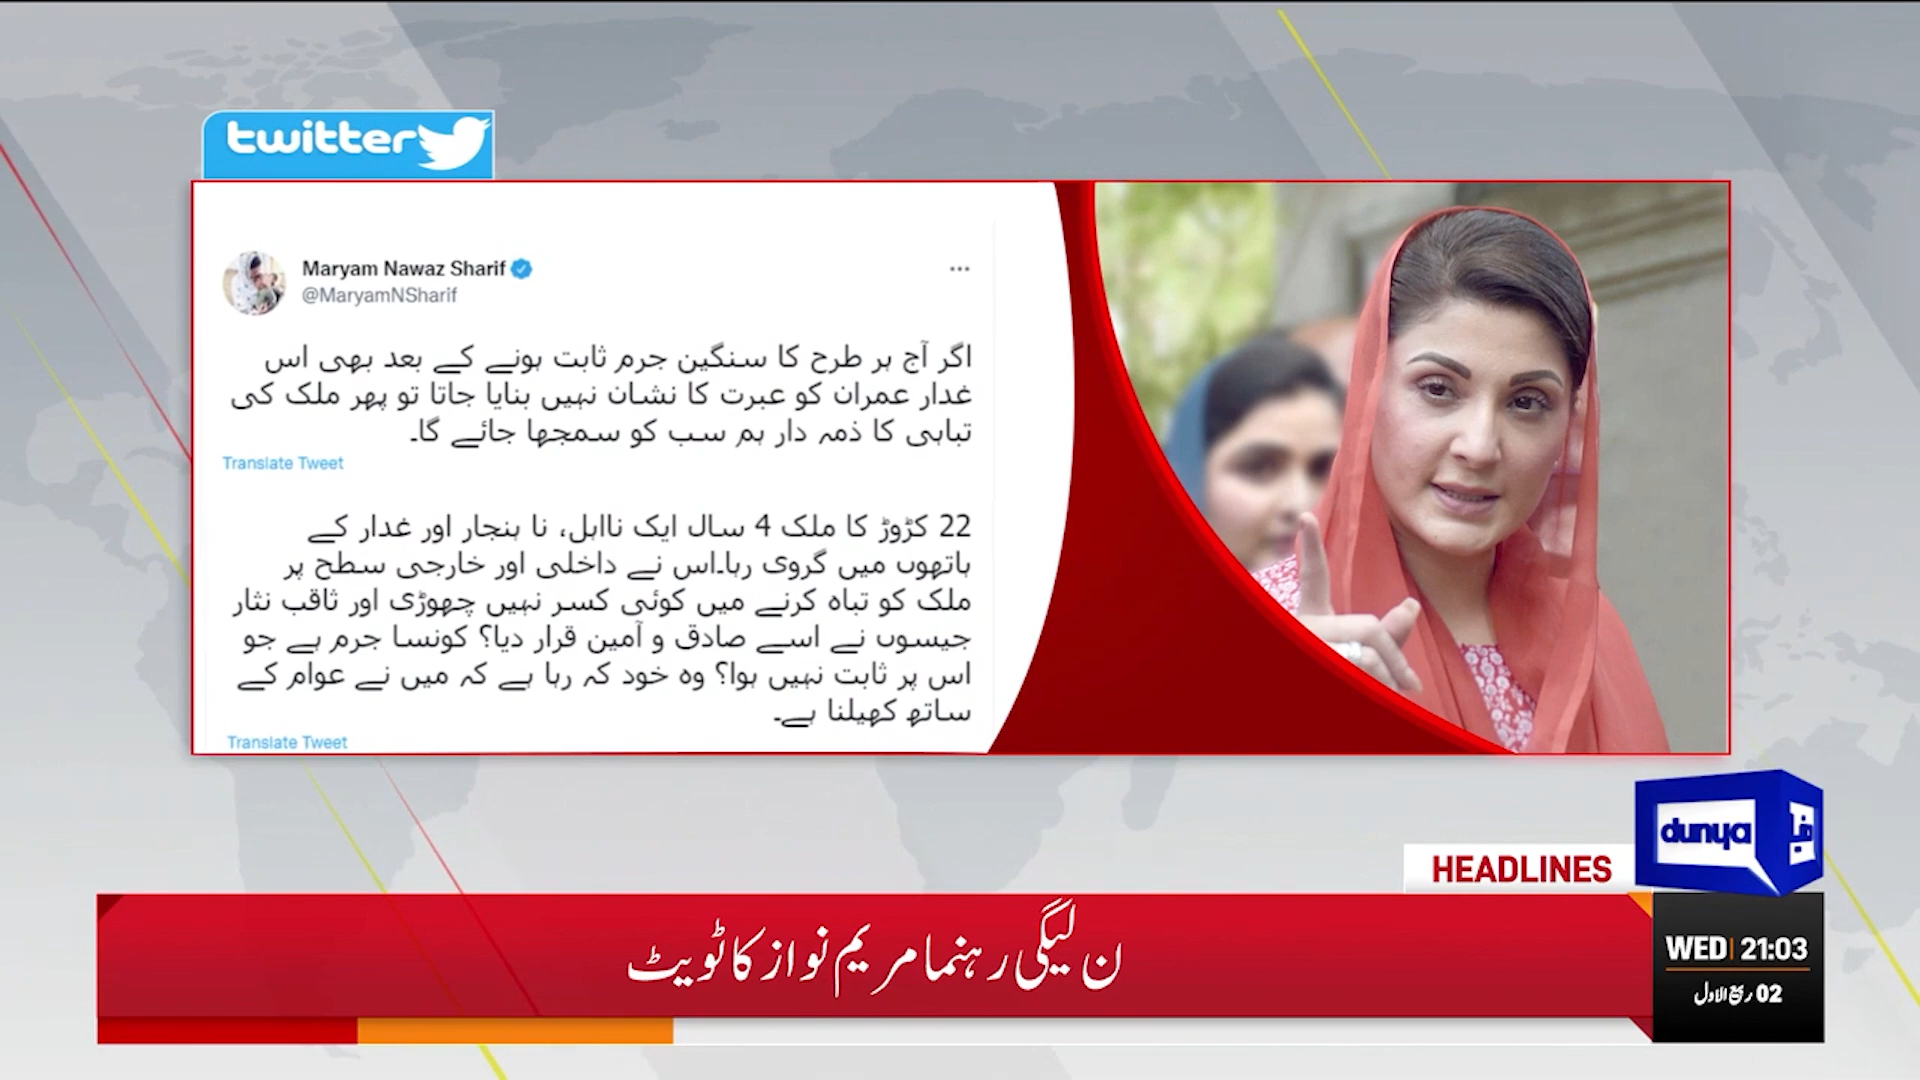 twitter
Maryam Nawaz Sharif
@MaryamNSharif
اگر آج ہر طرح کا سنگین جرم ثابت ہونے کے بعد بھی اس
غدار عمران کو عبرت کا نشان نہیں بنایا جاتا تو پھر ملک کی
تباہی کا ذمہ دار ہم سب کو سمجھا جائے گا۔
Translate Tweet
22 کڑوڑ کا ملک 4 سال ایک نااہل، نا ہنجار اور غدار کے
ہاتھوں میں گروی رہا۔اس نے داخلی اور خارجی سطح پر
ملک کو تباہ کرنے میں کوئی کسر نہیں چھوڑی اور ثاقب نثار
جیسوں نے اسے صادق و آمین قرار دیا؟ کونسا جرم ہے جو
اس پر ثابت نہیں ہوا؟ وہ خود کہ رہا ہے کہ میں نے عوام کے
ساتھ کھیلنا ہے۔
Translate Tweet
dunya
دنیا
HEADLINES
ن لیگی رہنما مریم نواز کا ٹویٹ
WED 21:03
02 ربیع الاول